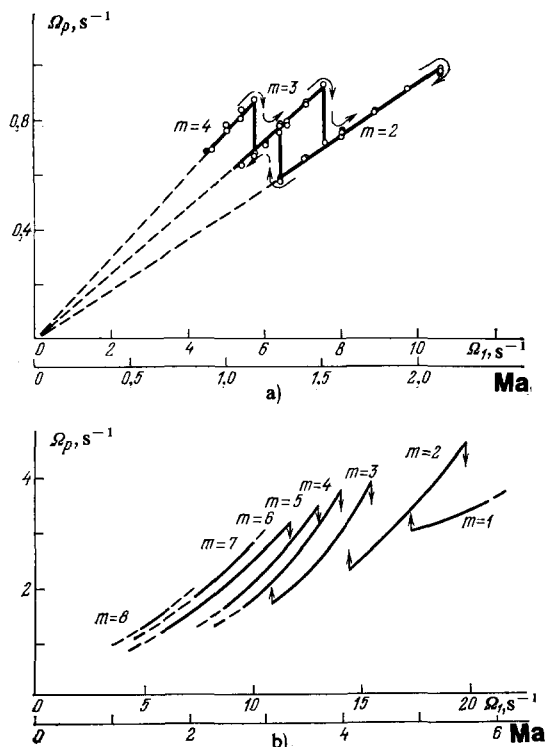 Ωp, s⁻¹
m=3
m=4
m=2
0,8
0,4
0 2 4 6 8 10
Ω1, s⁻¹
0 0,5 1,0 1,5 2,0 Ma
a)
Ωp, s⁻¹
m=2
4
m=3
m=4
m=5
m=6
m=7
m=1
2
m=8
0 5 10 15 20 Ω1, s⁻¹
0 2 4 6 Ma
b)